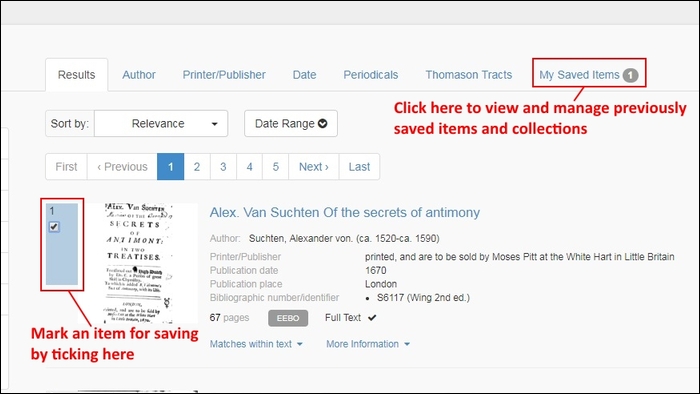 Results Author Printer/Publisher Date Periodicals Thomason Tracts My Saved Items 1
Click here to view and manage previously
saved items and collections
Sort by: Relevance Date Range
First ‹ Previous 1 2 3 4 5 Next › Last
1
Alex. Van Suchten
OF THE
SECRETS
OF
ANTIMONY:
IN TWO
TREATISES.
LONDON,
Alex. Van Suchten Of the secrets of antimony
Author: Suchten, Alexander von. (ca. 1520-ca. 1590)
Printer/Publisher printed, and are to be sold by Moses Pitt at the White Hart in Little Britain
Publication date 1670
Publication place London
Bibliographic number/identifier • S6117 (Wing 2nd ed.)
67 pages EEBO Full Text
Matches within text More Information
Mark an item for saving
by ticking here